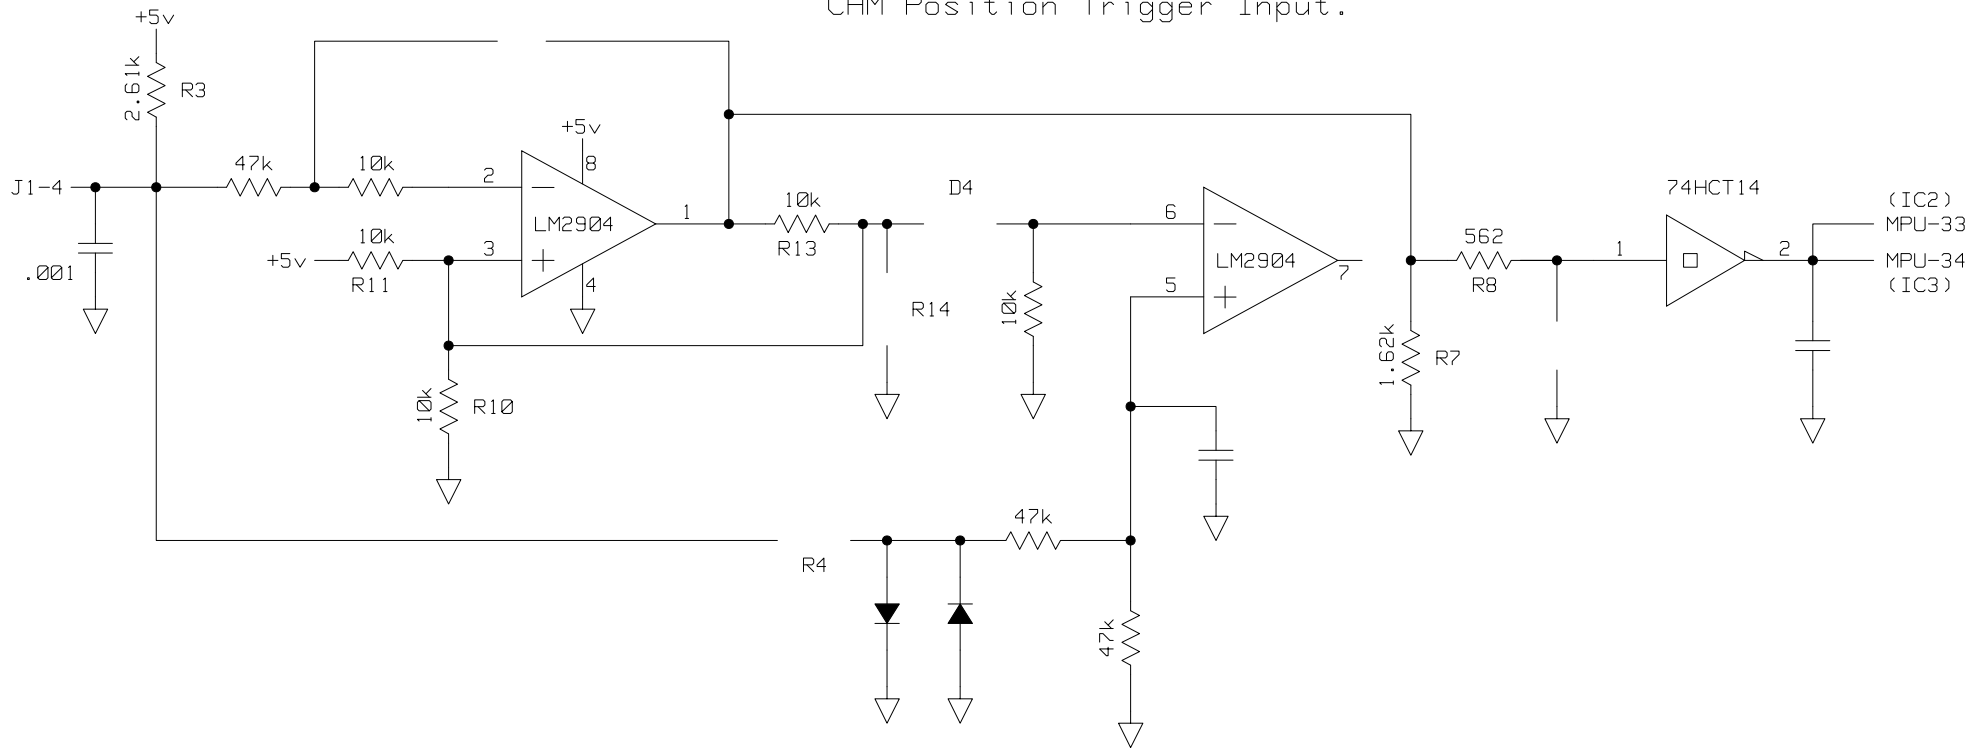 CAM Position Trigger Input.
+5v
2.61k
R3
J1-4
.001
47k
10k
2
+5v
8
LM2904
1
10k
R13
+5v
10k
R11
3
4
10k
R10
D4
R14
10k
6
5
LM2904
7
R4
47k
47k
562
R8
1.62k
R7
74HCT14
1
2
(IC2)
MPU-33
MPU-34
(IC3)